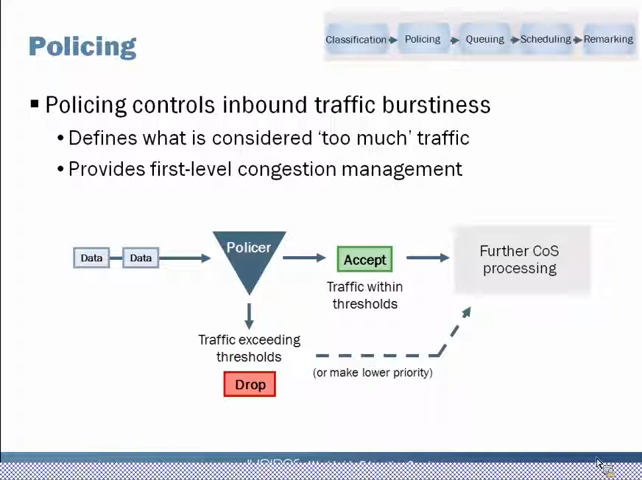 Policing
Classification Policing Queuing Scheduling Remarking
Policing controls inbound traffic burstiness
Defines what is considered ‘too much’ traffic
Provides first-level congestion management
Data Data Policer Accept Further CoS
processing
Traffic within
thresholds
Traffic exceeding
thresholds
(or make lower priority)
Drop